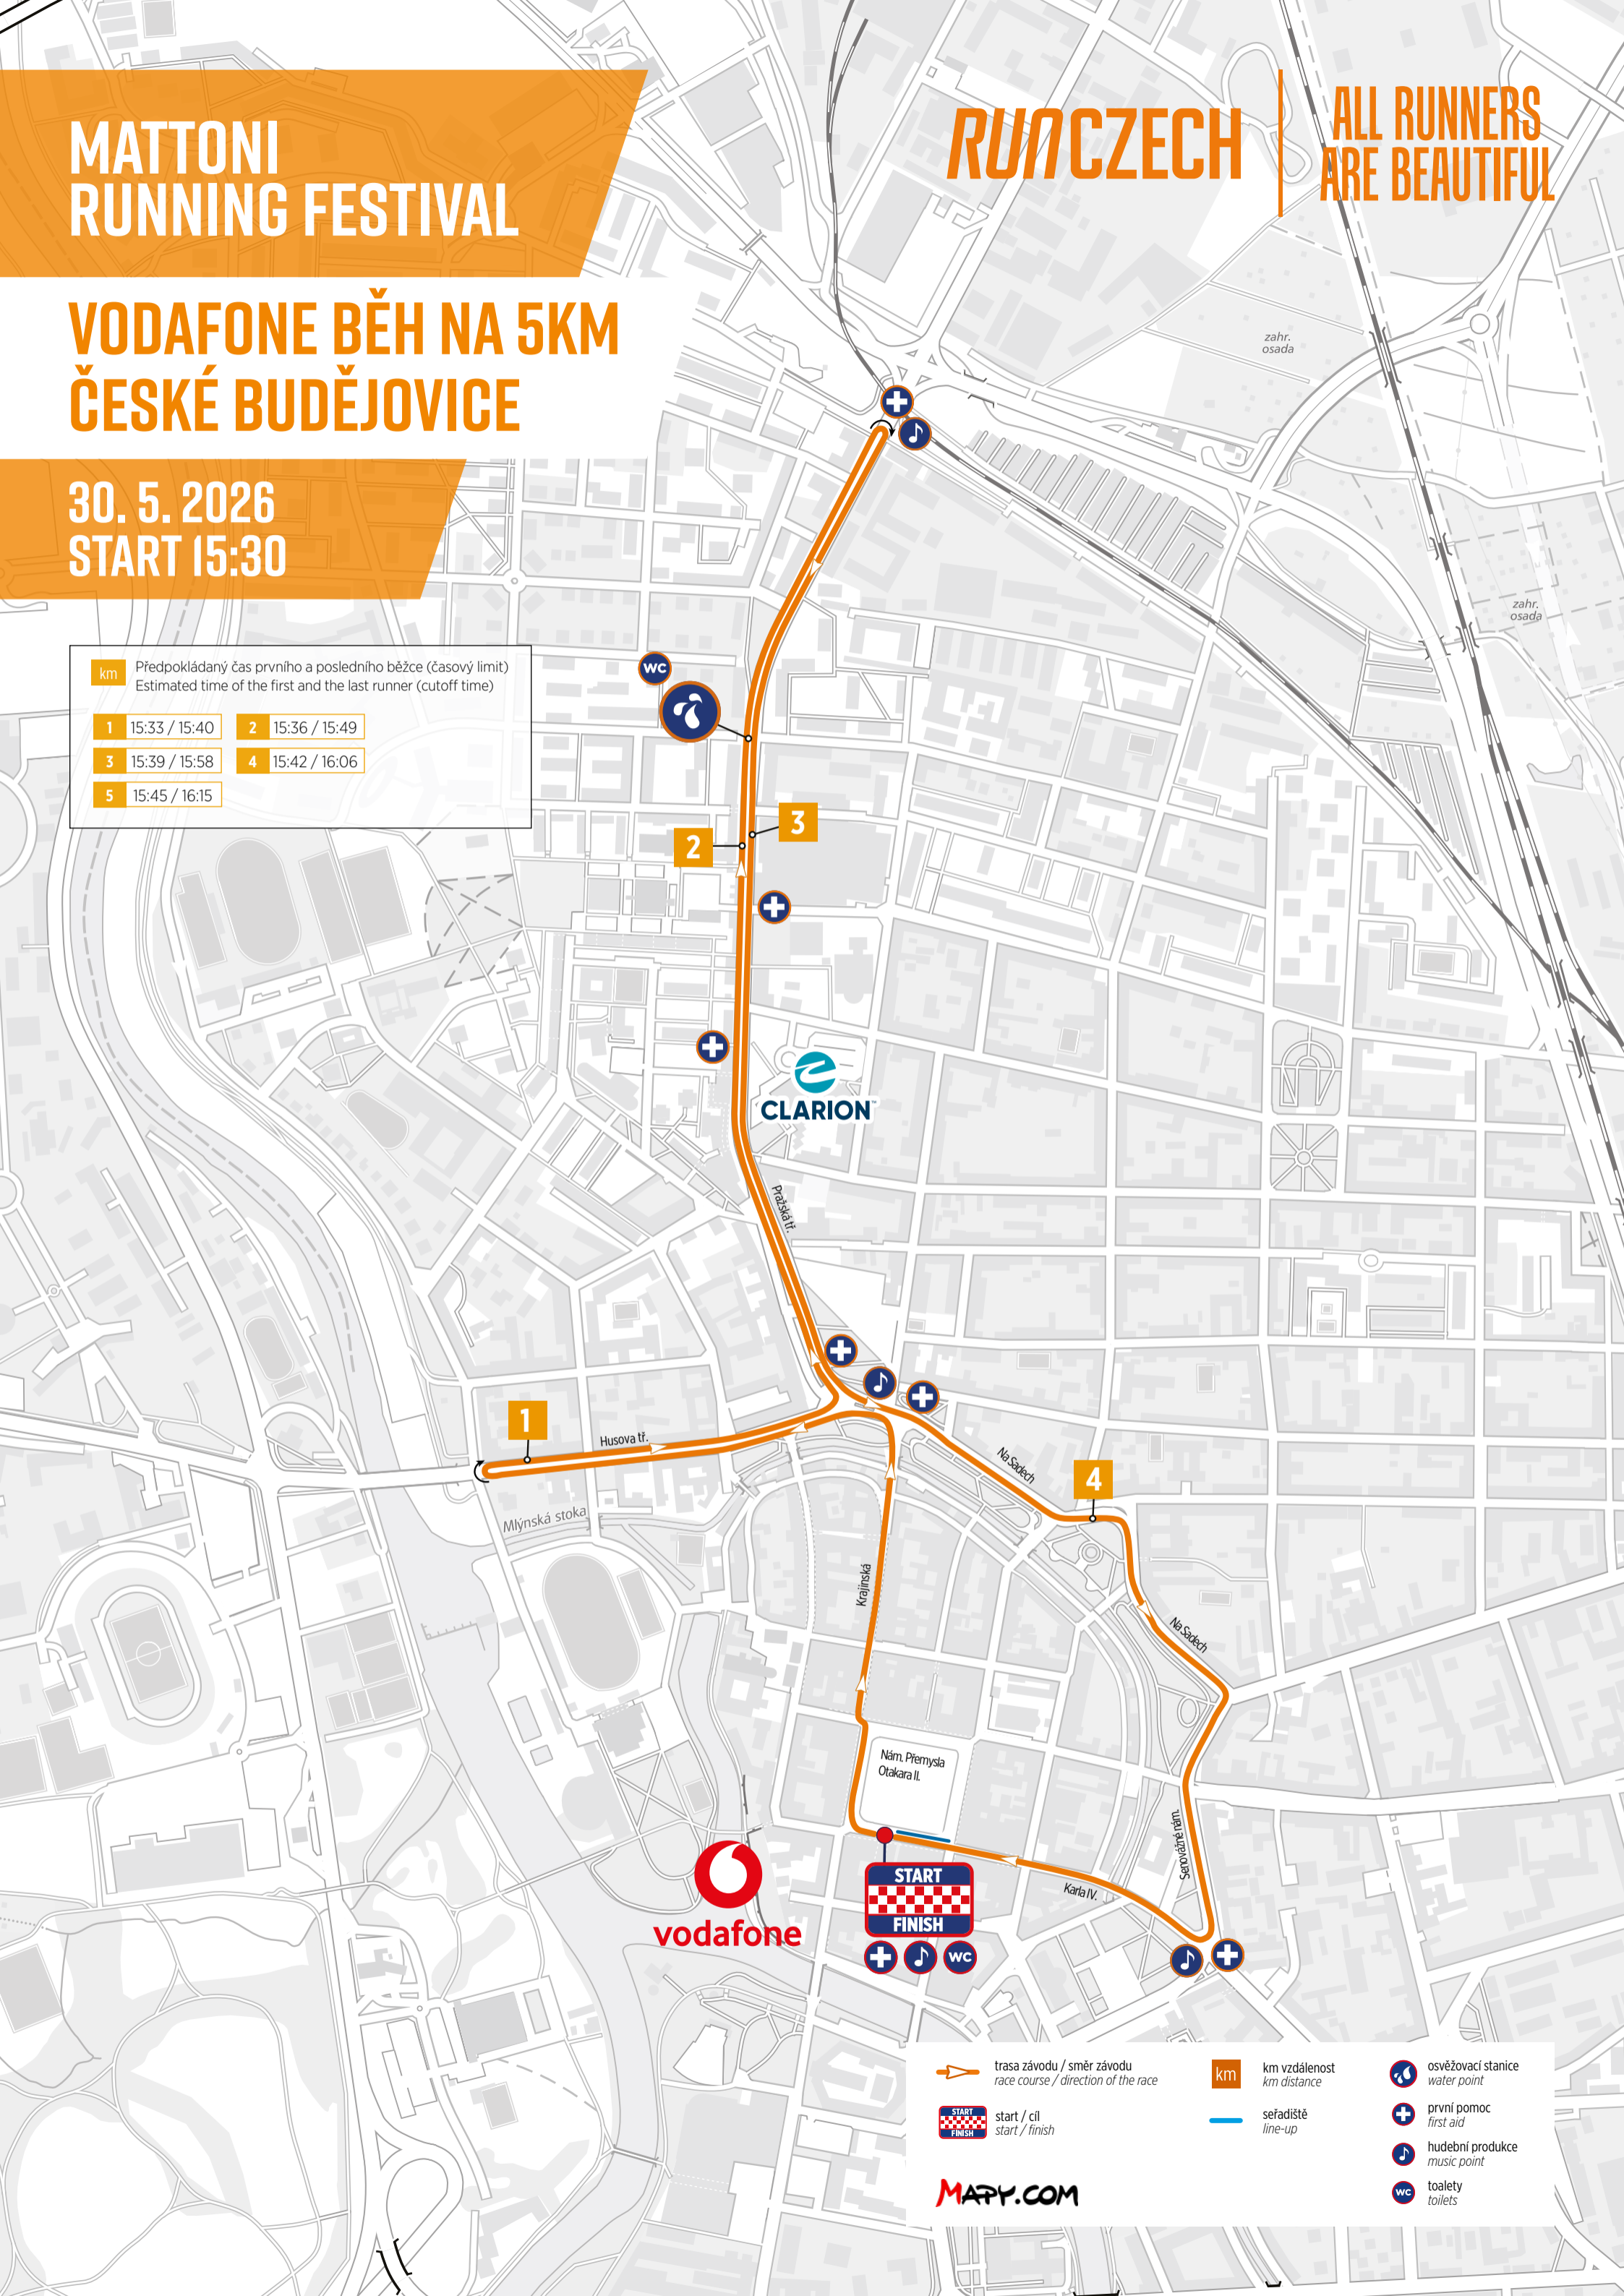 MATTONI
RUNNING FESTIVAL
RUNCZECH
ALL RUNNERS
ARE BEAUTIFUL
VODAFONE BĚH NA 5KM
ČESKÉ BUDĚJOVICE
30. 5. 2026
START 15:30
zahr.
osada
zahr.
osada
km
Předpokládaný čas prvního a posledního běžce (časový limit)
Estimated time of the first and the last runner (cutoff time)
1 15:33 / 15:40 2 15:36 / 15:49
3 15:39 / 15:58 4 15:42 / 16:06
5 15:45 / 16:15
WC
3
2
CLARION
Pražská tř.
1
Husova tř.
Na Sadech
4
Mlýnská stoka
Krajinská
Na Sadech
Nám. Přemysla
Otakara II.
Senovážné nám.
Karla IV.
vodafone
START
FINISH
WC
trasa závodu / směr závodu
race course / direction of the race
START
FINISH
start / cíl
start / finish
km
km vzdálenost
km distance
seřadiště
line-up
osvěžovací stanice
water point
první pomoc
first aid
hudební produkce
music point
WC
toalety
toilets
MAPY.COM